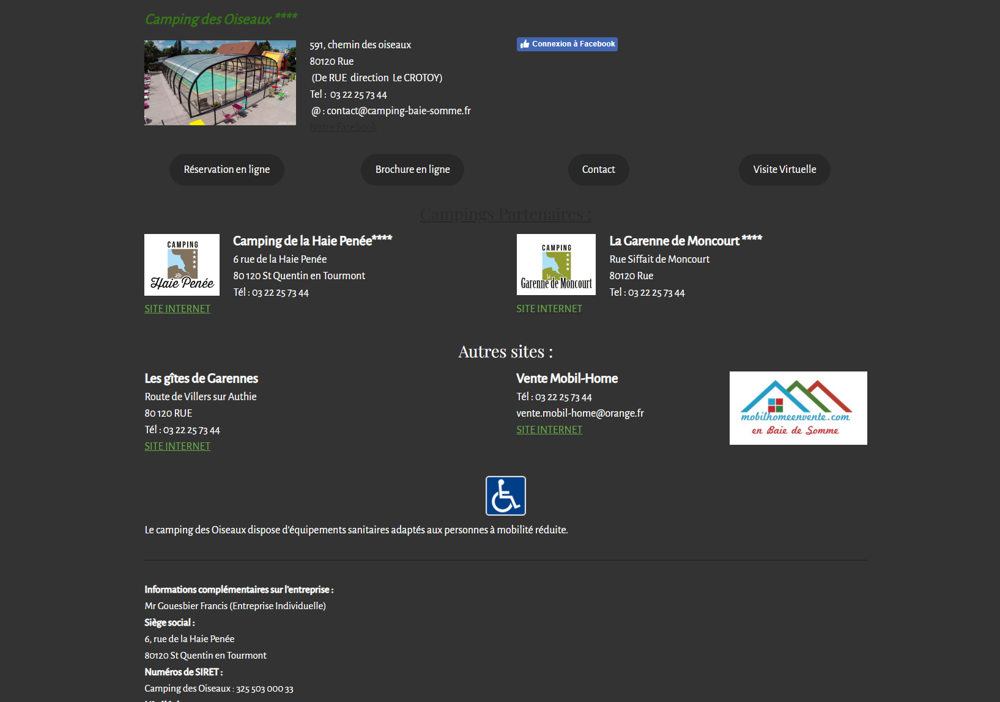 Camping des Oiseaux ****
591, chemin des oiseaux
80120 Rue
(De RUE direction Le CROTOY)
Tel : 03 22 25 73 44
@ : contact@camping-baie-somme.fr
Notre Facebook
Connexion à Facebook
Réservation en ligne
Brochure en ligne
Contact
Visite Virtuelle
Campings Partenaires :
CAMPING
La
Haie Penée
Camping de la Haie Penée****
6 rue de la Haie Penée
80 120 St Quentin en Tourmont
Tél : 03 22 25 73 44
SITE INTERNET
CAMPING
La
Garenne de Moncourt
La Garenne de Moncourt ****
Rue Siffait de Moncourt
80120 Rue
Tel : 03 22 25 73 44
SITE INTERNET
Autres sites :
Les gîtes de Garennes
Route de Villers sur Authie
80 120 RUE
Tél : 03 22 25 73 44
SITE INTERNET
Vente Mobil-Home
Tél : 03 22 25 73 44
vente.mobil-home@orange.fr
SITE INTERNET
mobilhomeenvente.com
en Baie de Somme
Le camping des Oiseaux dispose d'équipements sanitaires adaptés aux personnes à mobilité réduite.
Informations complémentaires sur l'entreprise :
Mr Gouesbier Francis (Entreprise Individuelle)
Siège social :
6, rue de la Haie Penée
80120 St Quentin en Tourmont
Numéros de SIRET :
Camping des Oiseaux : 325 503 000 33